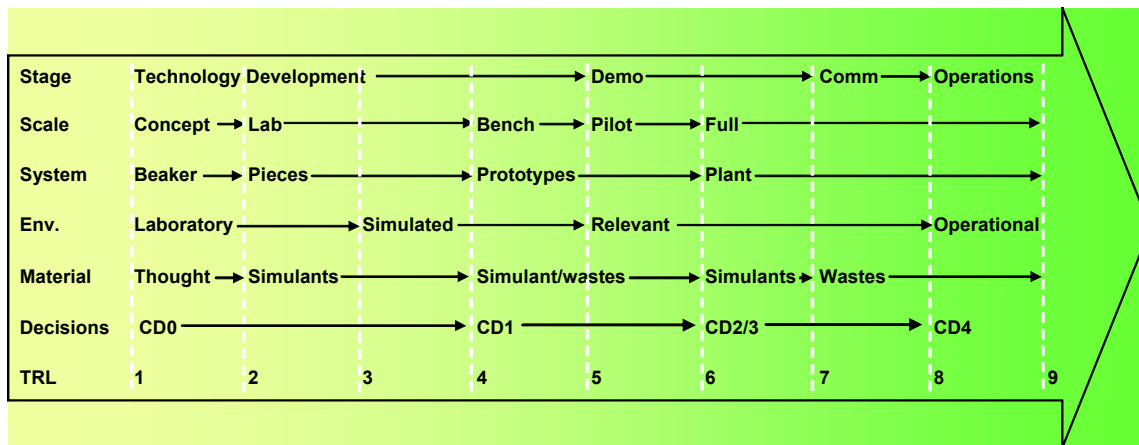 Stage Technology Development Demo Comm Operations
Scale Concept Lab Bench Pilot Full
System Beaker Pieces Prototypes Plant
Env. Laboratory Simulated Relevant Operational
Material Thought Simulants Simulant/wastes Simulants Wastes
Decisions CD0 CD1 CD2/3 CD4
TRL 1 2 3 4 5 6 7 8 9